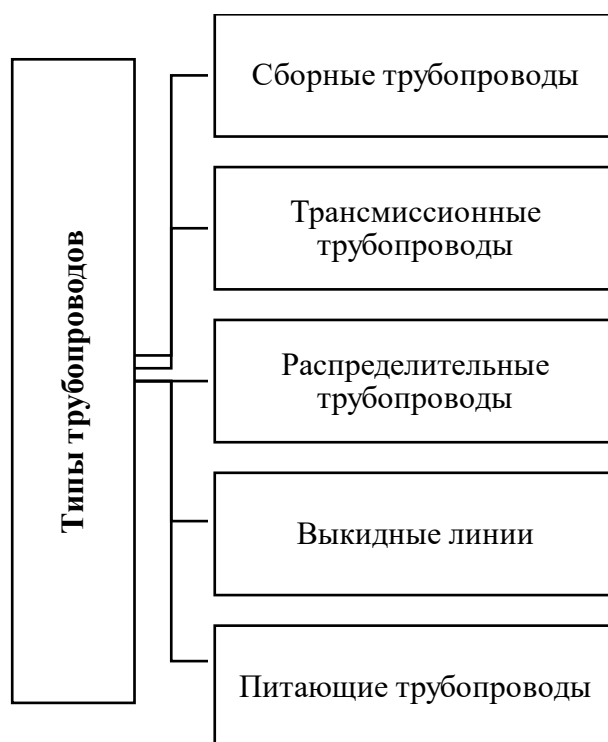 Типы трубопроводов
Сборные трубопроводы
Трансмиссионные
трубопроводы
Распределительные
трубопроводы
Выкидные линии
Питающие трубопроводы